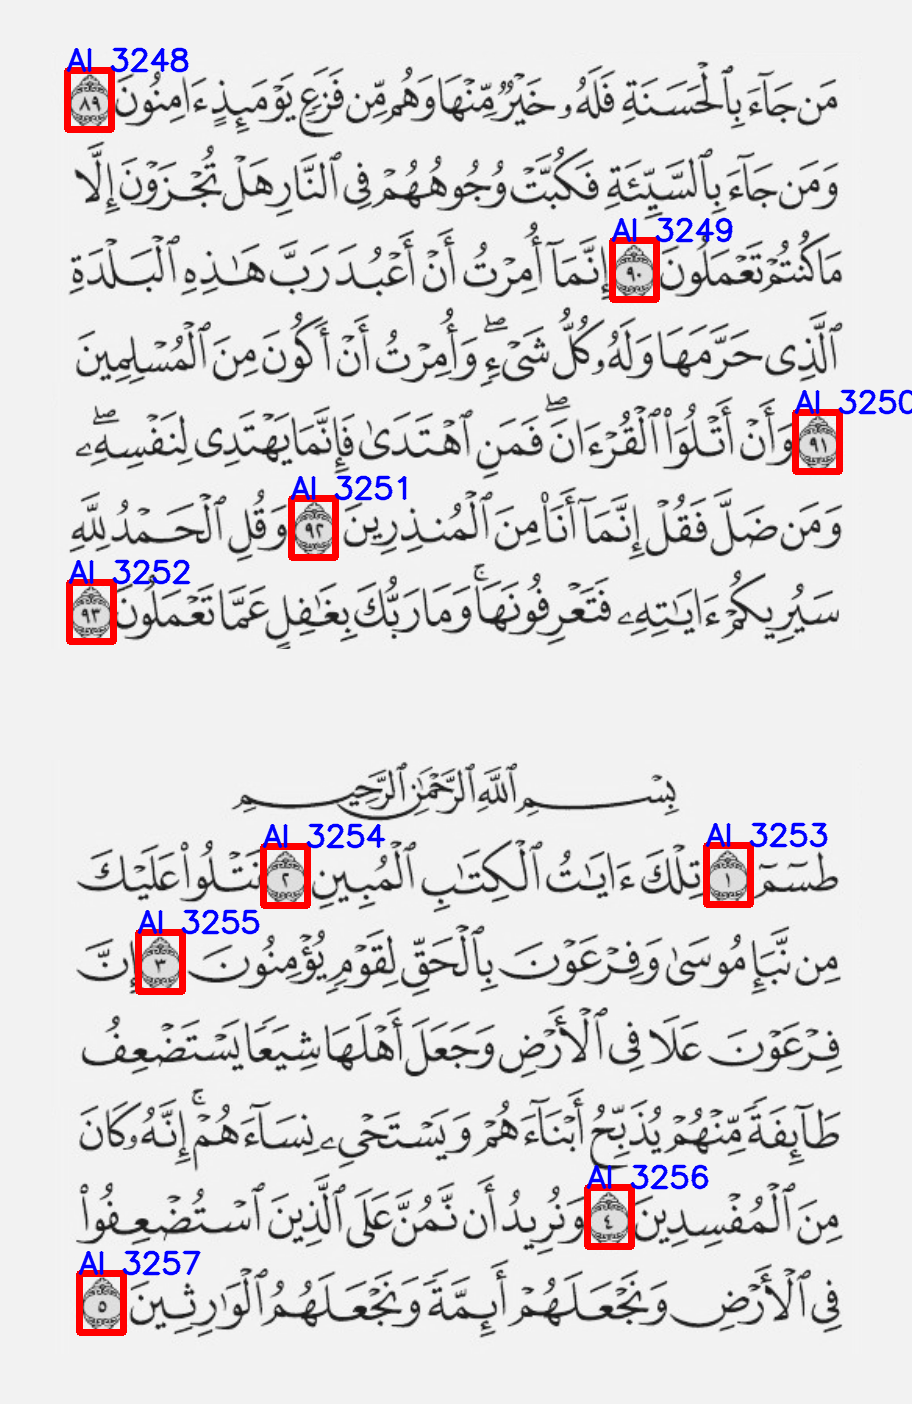 AI_3248
مَن جَآءَ بِٱلْحَسَنَةِ فَلَهُۥ خَيْرٌ مِّنْهَا وَهُم مِّن فَزَعٍ يَوْمَئِذٍ ءَامِنُونَ ٨٩
وَمَن جَآءَ بِٱلسَّيِّئَةِ فَكُبَّتْ وُجُوهُهُمْ فِى ٱلنَّارِ هَلْ تُجْزَوْنَ إِلَّا
AI_3249
مَا كُنتُمْ تَعْمَلُونَ ٩٠ إِنَّمَآ أُمِرْتُ أَنْ أَعْبُدَ رَبَّ هَـٰذِهِ ٱلْبَلْدَةِ
ٱلَّذِى حَرَّمَهَا وَلَهُۥ كُلُّ شَىْءٍ ۖ وَأُمِرْتُ أَنْ أَكُونَ مِنَ ٱلْمُسْلِمِينَ
AI_3250
٩١ وَأَنْ أَتْلُوَا۟ ٱلْقُرْءَانَ ۖ فَمَنِ ٱهْتَدَىٰ فَإِنَّمَا يَهْتَدِى لِنَفْسِهِۦ ۖ
AI_3251
وَمَن ضَلَّ فَقُلْ إِنَّمَآ أَنَا۠ مِنَ ٱلْمُنذِرِينَ ٩٢ وَقُلِ ٱلْحَمْدُ لِلَّهِ
AI_3252
سَيُرِيكُمْ ءَايَـٰتِهِۦ فَتَعْرِفُونَهَا ۚ وَمَا رَبُّكَ بِغَـٰفِلٍ عَمَّا تَعْمَلُونَ ٩٣
بِسْمِ ٱللَّهِ ٱلرَّحْمَـٰنِ ٱلرَّحِيمِ
AI_3253 AI_3254
طسٓمٓ ١ تِلْكَ ءَايَـٰتُ ٱلْكِتَـٰبِ ٱلْمُبِينِ ٢ نَتْلُوا۟ عَلَيْكَ
AI_3255
مِن نَّبَإِ مُوسَىٰ وَفِرْعَوْنَ بِٱلْحَقِّ لِقَوْمٍ يُؤْمِنُونَ ٣ إِنَّ
فِرْعَوْنَ عَلَا فِى ٱلْأَرْضِ وَجَعَلَ أَهْلَهَا شِيَعًا يَسْتَضْعِفُ
طَآئِفَةً مِّنْهُمْ يُذَبِّحُ أَبْنَآءَهُمْ وَيَسْتَحْىِۦ نِسَآءَهُمْ ۚ إِنَّهُۥ كَانَ
AI_3256
مِنَ ٱلْمُفْسِدِينَ ٤ وَنُرِيدُ أَن نَّمُنَّ عَلَى ٱلَّذِينَ ٱسْتُضْعِفُوا۟
AI_3257
فِى ٱلْأَرْضِ وَنَجْعَلَهُمْ أَئِمَّةً وَنَجْعَلَهُمُ ٱلْوَٰرِثِينَ ٥